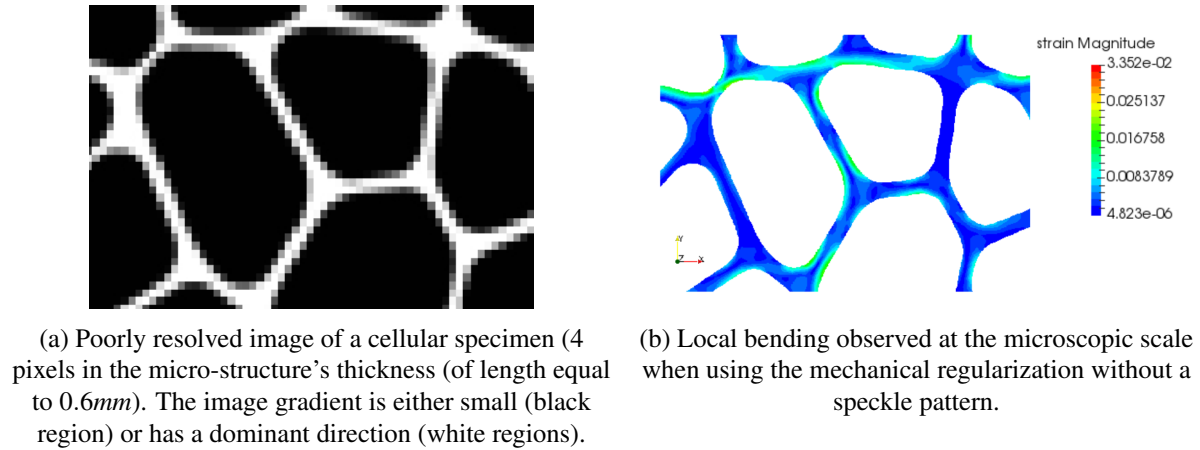 strain Magnitude
3.352e-02
0.025137
0.016758
0.0083789
4.823e-06
Y
Z
X
(a) Poorly resolved image of a cellular specimen (4
pixels in the micro-structure's thickness (of length equal
to 0.6mm). The image gradient is either small (black
region) or has a dominant direction (white regions).
(b) Local bending observed at the microscopic scale
when using the mechanical regularization without a
speckle pattern.